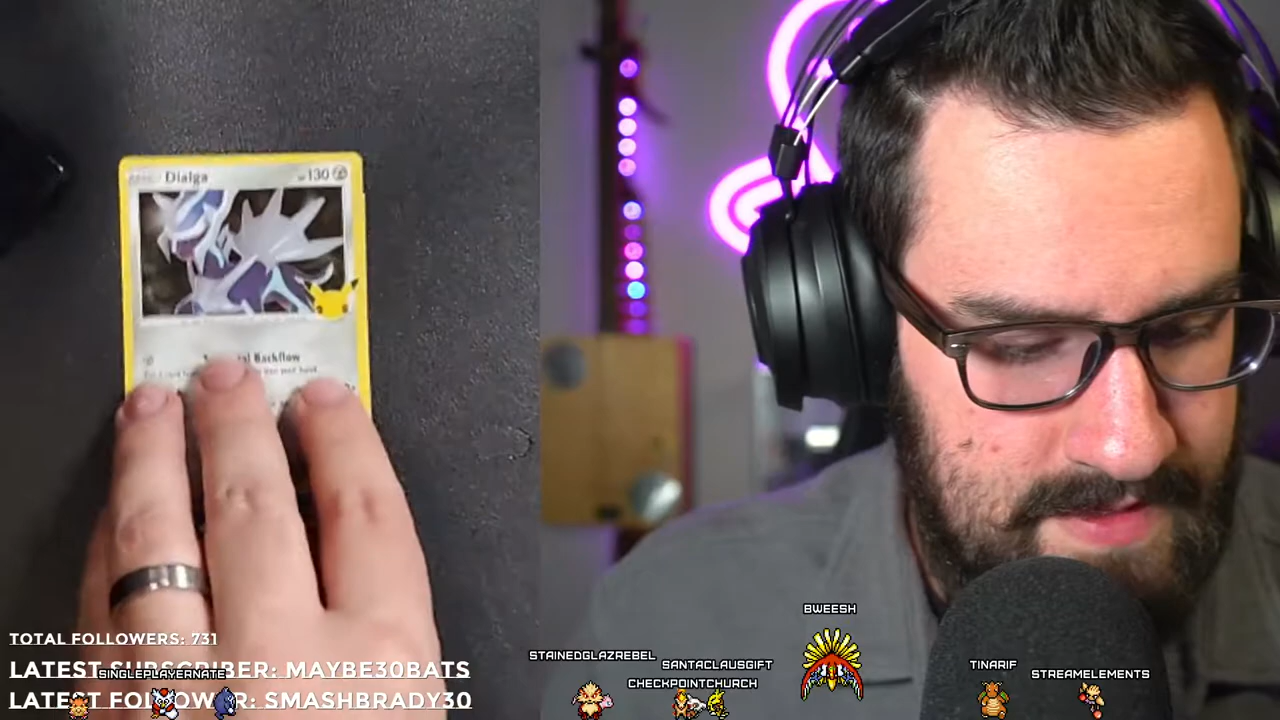 Dialga
130
Backflow
BWEESH
TOTAL FOLLOWERS: 731
STAINEDGLAZREBEL
SANTACLAUSGIFT
TINARIF
LATEST SUBSCRIBER: MAYBE30BATS
SINGLEPLAYERNATE
CHECKPOINTCHURCH
STREAMELEMENTS
LATEST FOLLOWER: SMASHBRADY30